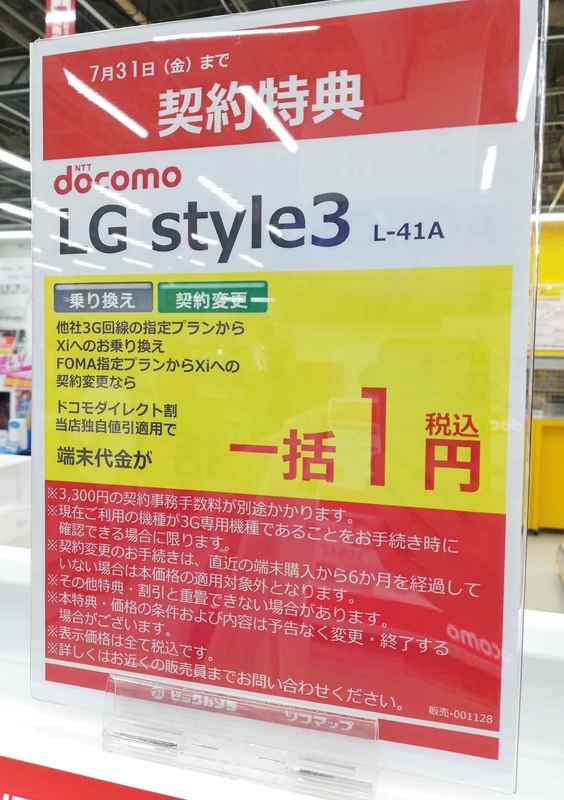 7月31日（金）まで
契約特典
NTT
docomo
LG style3 L-41A
乗り換え 契約変更
他社3G回線の指定プランから
Xiへのお乗り換え
FOMA指定プランからXiへの
契約変更なら
ドコモダイレクト割
当店独自値引適用で
端末代金が
一括1円
税込
※3,300円の契約事務手数料が別途かかります。
※現在ご利用の機種が3G専用機種であることをお手続き時に
確認できる場合に限ります。
※契約変更のお手続きは、直近の端末購入から6か月を経過して
いない場合は本価格の適用対象外となります。
※その他特典・割引と重畳できない場合があります。
※本特典・価格の条件および内容は予告なく変更・終了する
場合がございます。
※表示価格は全て税込です。
※詳しくはお近くの販売員までお問い合わせください。
販売-001128
ビックカメラ
ソフマップ
docomo